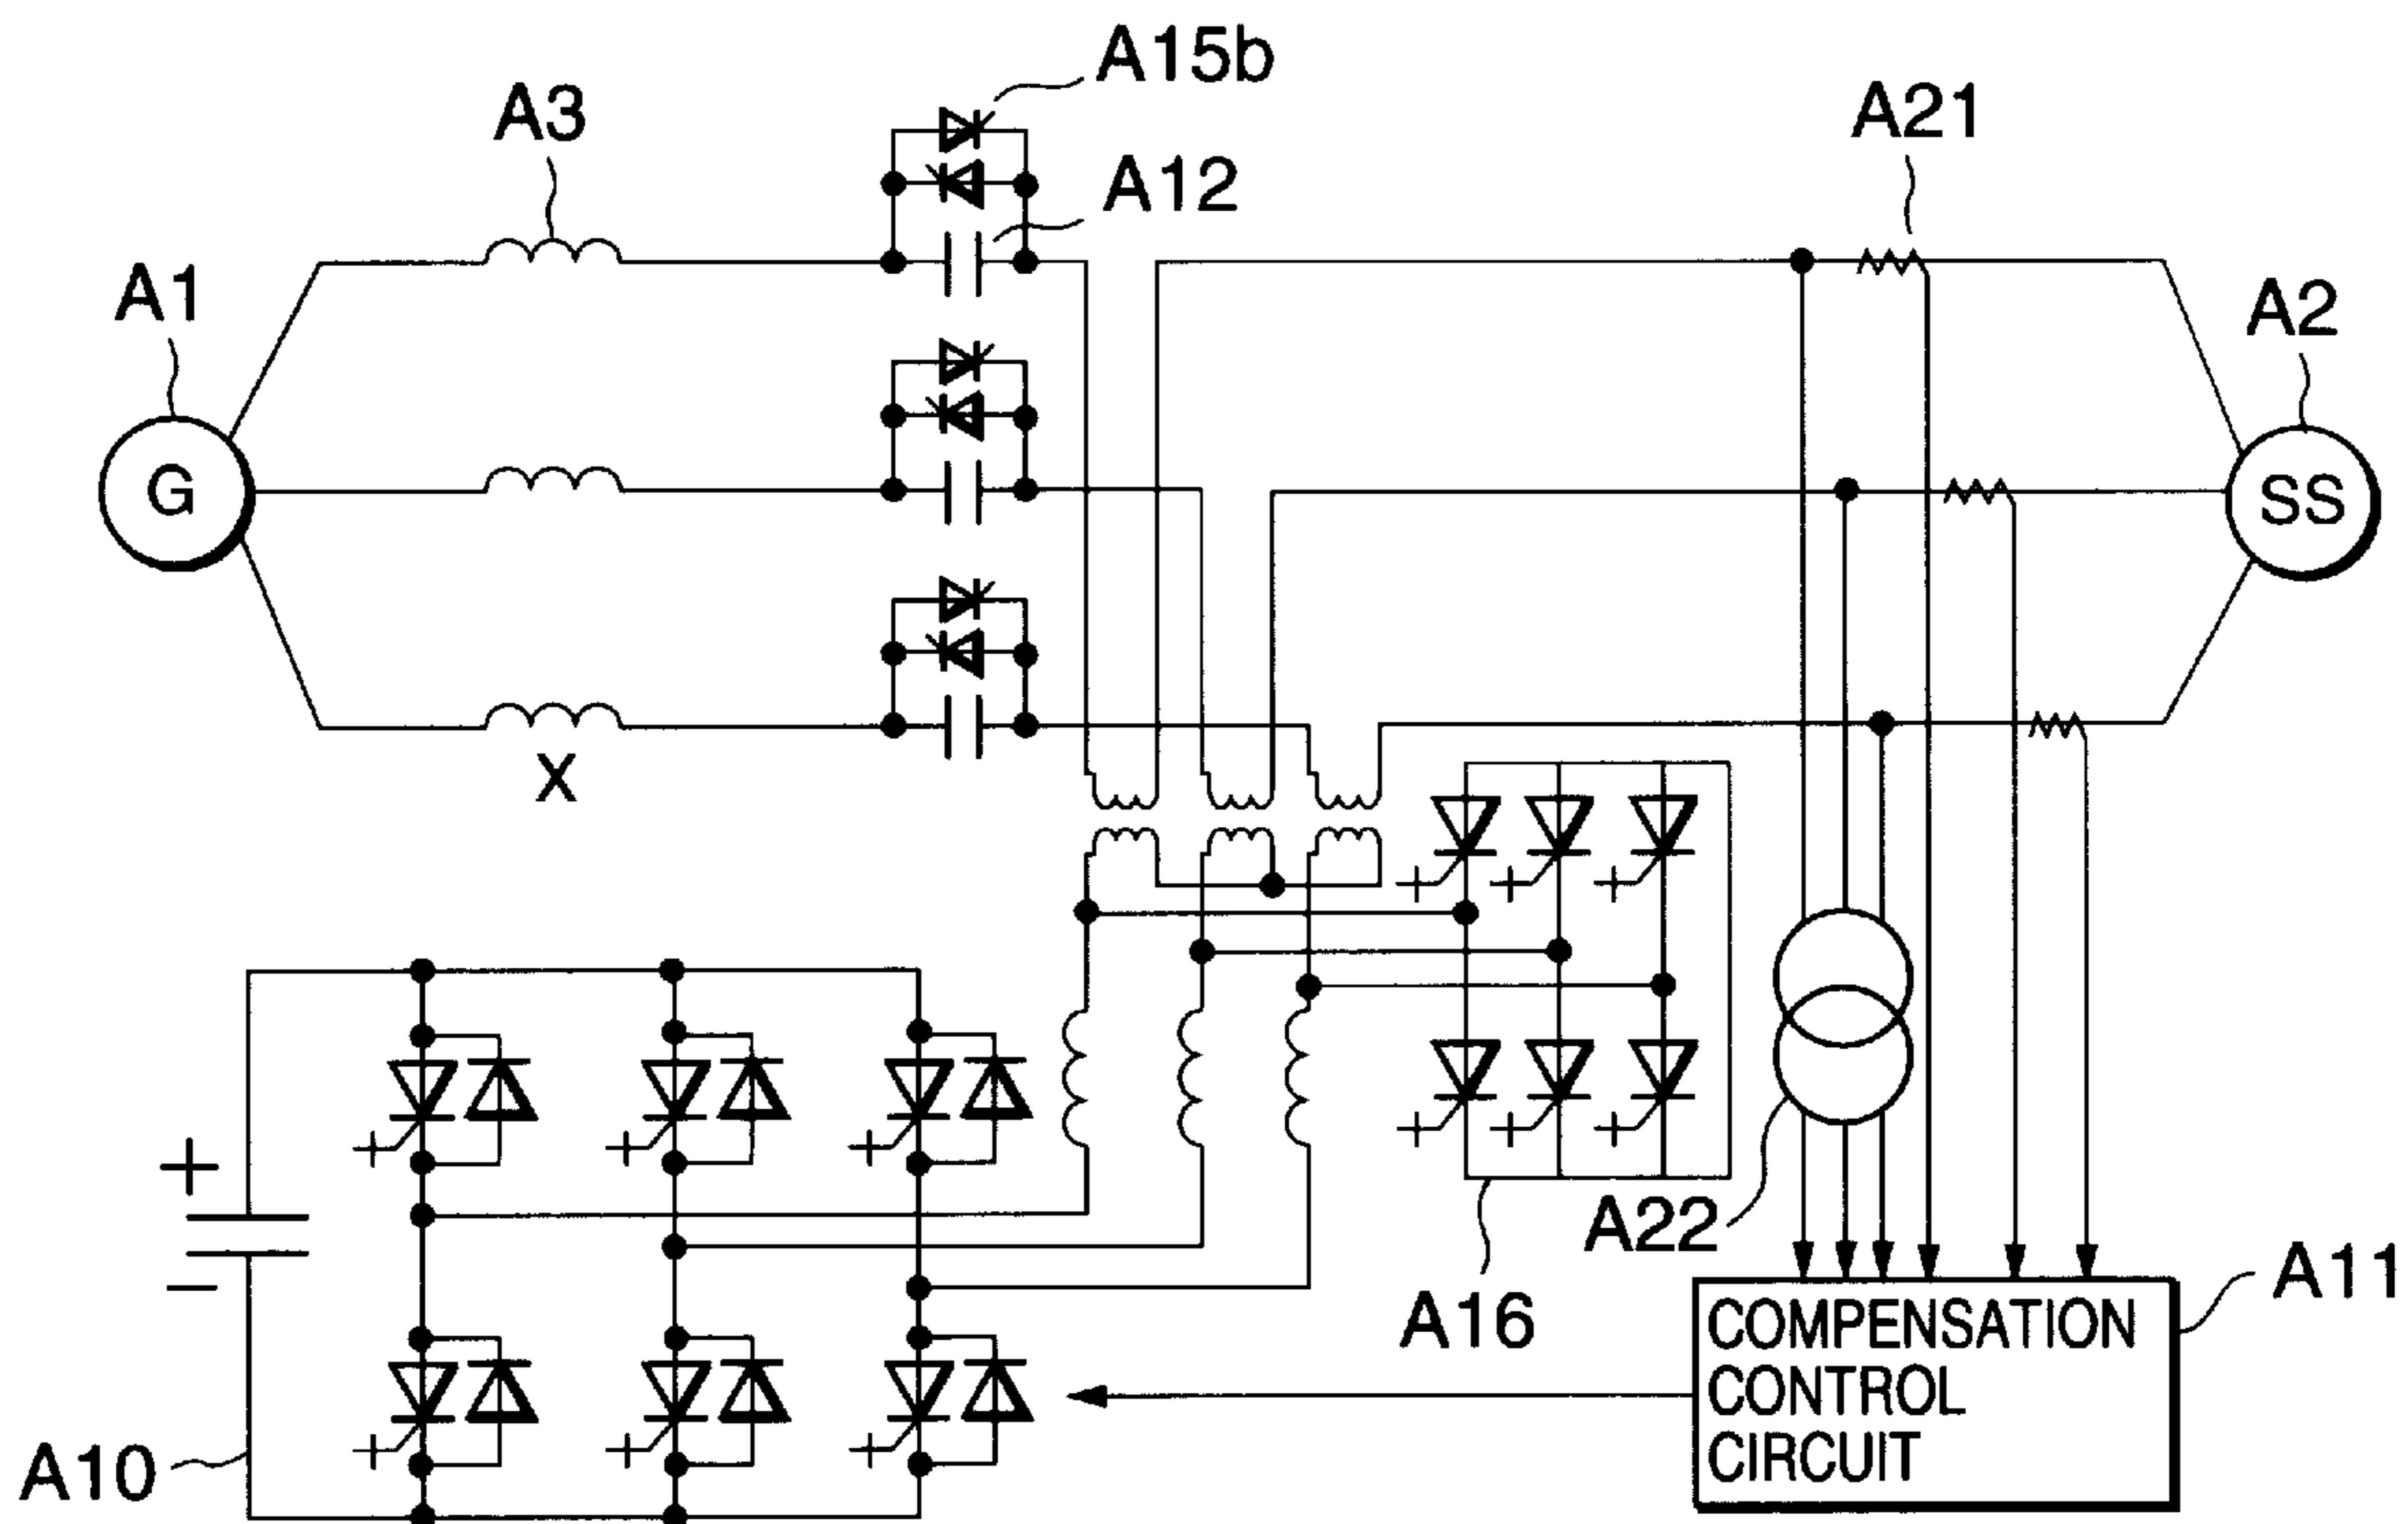 A15b
A3
A21
A12
A1
A2
G
SS
X
+
−
A22
A11
A16
COMPENSATION
CONTROL
CIRCUIT
A10